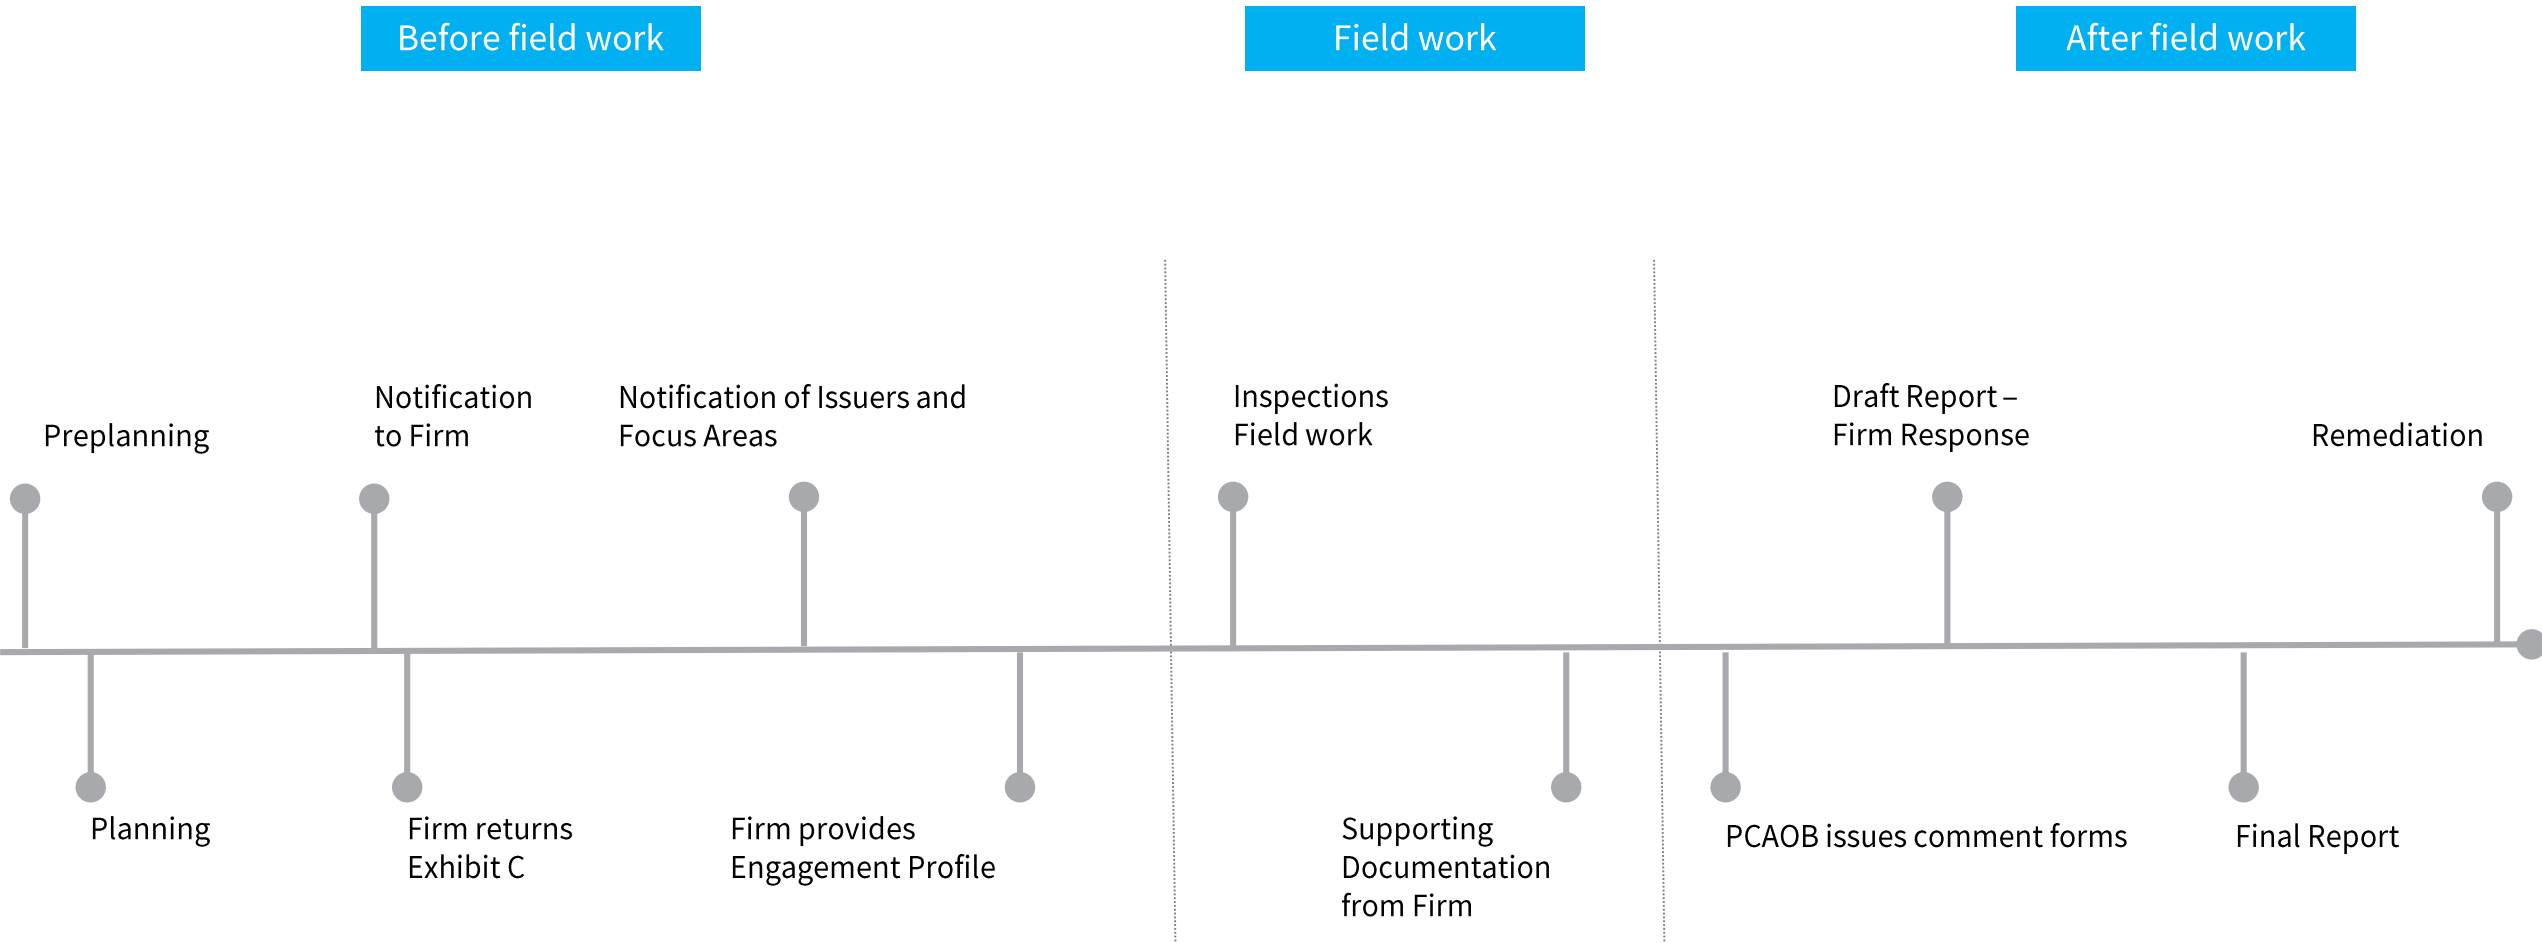 Before field work
Field work
After field work
Preplanning
Notification
to Firm
Notification of Issuers and
Focus Areas
Inspections
Field work
Draft Report –
Firm Response
Remediation
Planning
Firm returns
Exhibit C
Firm provides
Engagement Profile
Supporting
Documentation
from Firm
PCAOB issues comment forms
Final Report